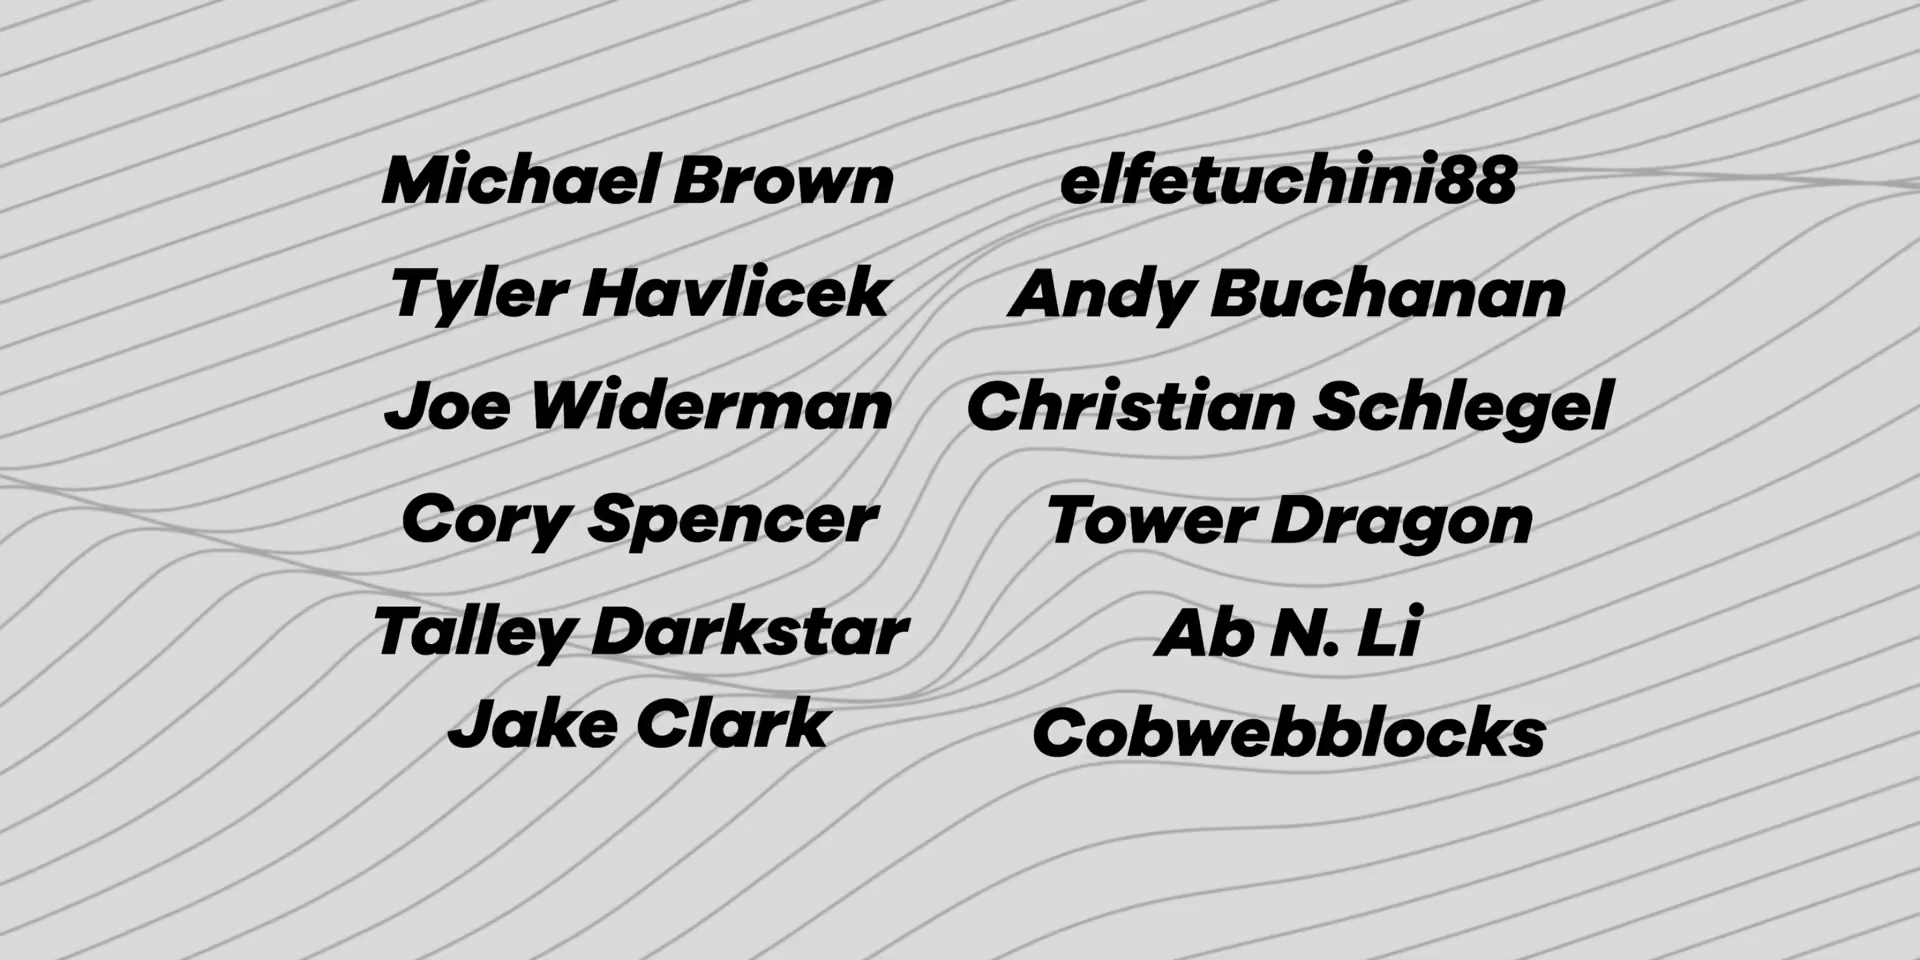 Michael Brown
Tyler Havlicek
Joe Widerman
Cory Spencer
Talley Darkstar
Jake Clark
elfetuchini88
Andy Buchanan
Christian Schlegel
Tower Dragon
Ab N. Li
Cobwebblocks